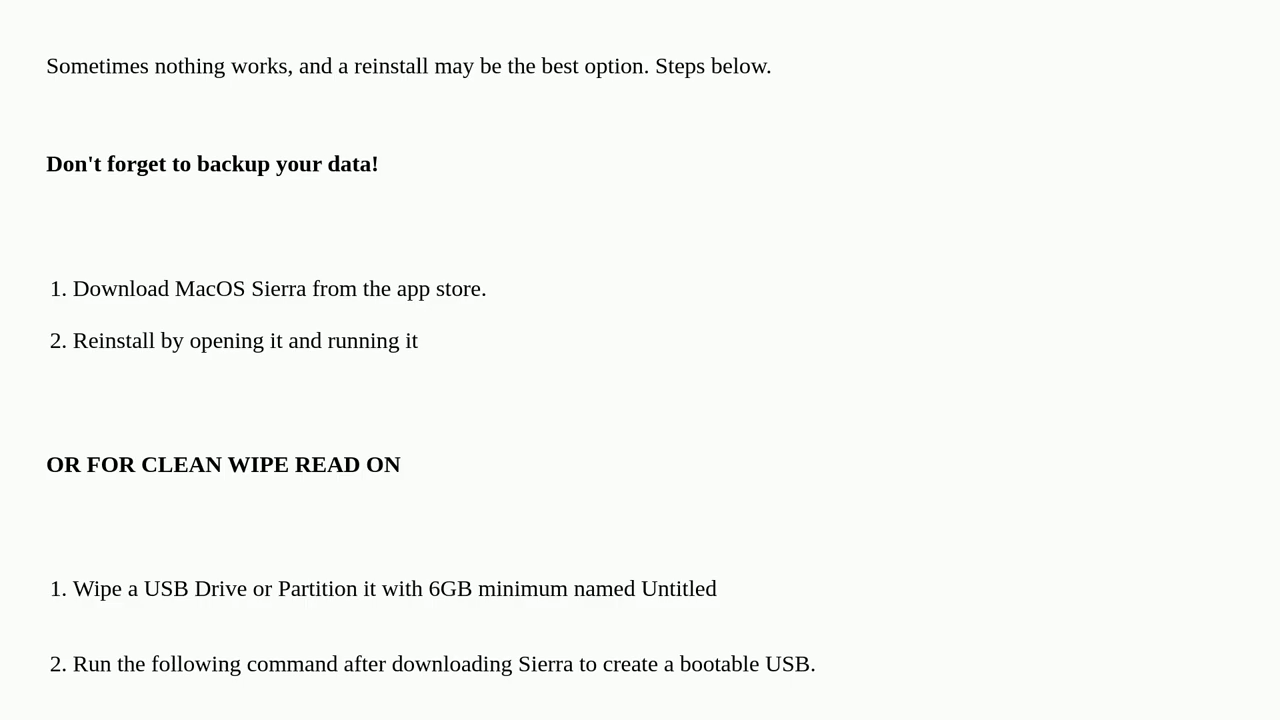 Sometimes nothing works, and a reinstall may be the best option. Steps below.
Don't forget to backup your data!
1. Download MacOS Sierra from the app store.
2. Reinstall by opening it and running it
OR FOR CLEAN WIPE READ ON
1. Wipe a USB Drive or Partition it with 6GB minimum named Untitled
2. Run the following command after downloading Sierra to create a bootable USB.